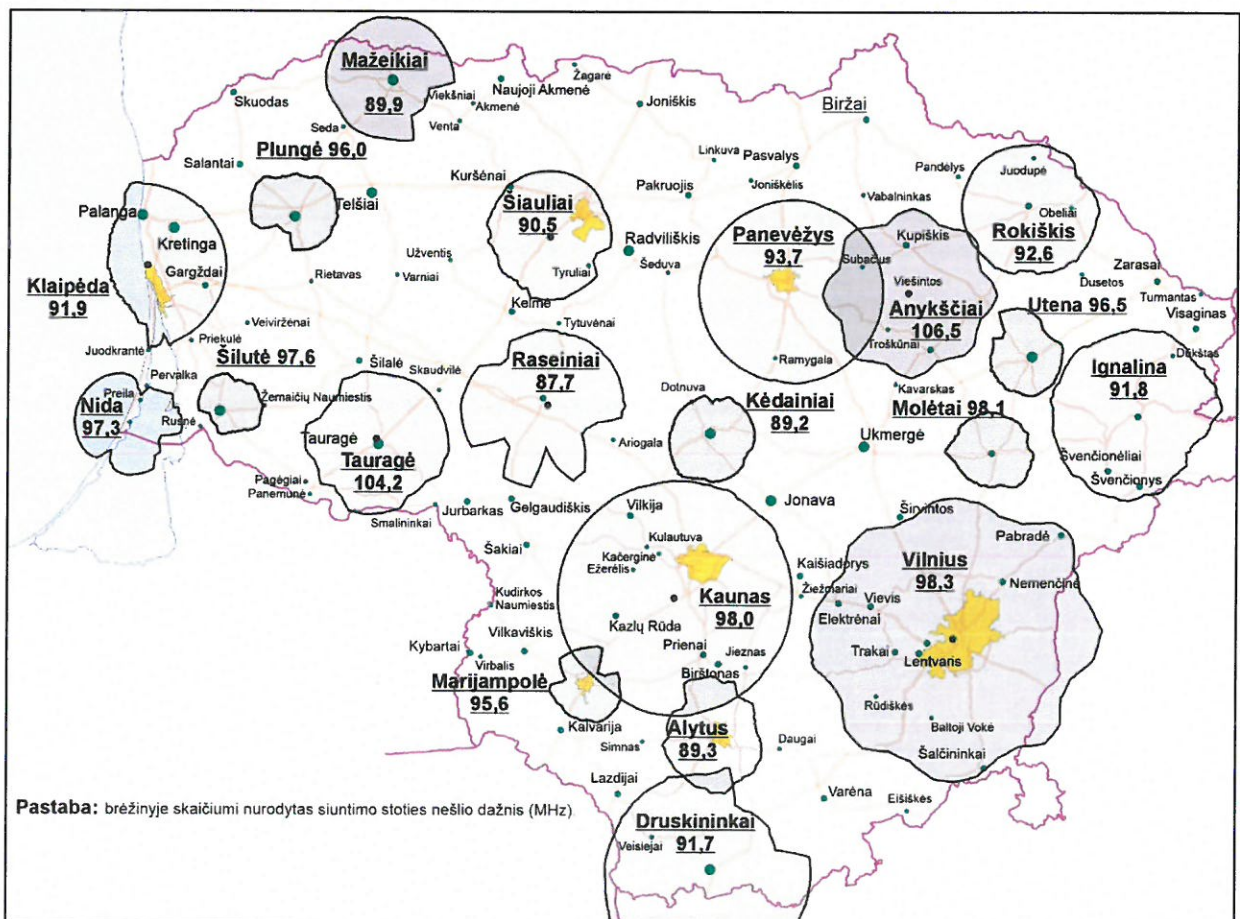 Mažeikiai
89,9
Žagarė
Naujoji Akmenė
Viekšniai
Akmenė
Skuodas
Joniškis
Biržai
Venta
Seda
Plungė 96,0
Salantai
Telšiai
Linkuva
Pasvalys
Joniškėlis
Pandėlys
Juodupė
Kuršėnai
Pakruojis
Vabalninkas
Obeliai
Rokiškis
92,6
Palanga
Kretinga
Šiauliai
90,5
Radviliškis
Panevėžys
93,7
Kupiškis
Subačius
Gargždai
Klaipėda
91,9
Užventis
Varniai
Rietavas
Tyruliai
Šeduva
Viešintos
Anykščiai
106,5
Troškūnai
Dusetos
Zarasai
Turmantas
Visaginas
Utena 96,5
Kelmė
Tytuvėnai
Veivirženai
Priekulė
Juodkrantė
Šilutė 97,6
Šilalė
Skaudvilė
Raseiniai
87,7
Ramygala
Dūkštas
Ignalina
91,8
Pervalka
Preila
Nida
97,3
Žemaičių Naumiestis
Rusnė
Dotnuva
Kėdainiai
89,2
Kavarskas
Molėtai 98,1
Tauragė
Tauragė
104,2
Ariogala
Ukmergė
Švenčionėliai
Švenčionys
Pagėgiai
Panemunė
Smalininkai
Jurbarkas
Gelgaudiškis
Vilkija
Jonava
Širvintos
Pabradė
Šakiai
Kulautuva
Kačerginė
Ežerėlis
Kaišiadorys
Žiežmariai
Vilnius
98,3
Nemenčinė
Kudirkos
Naumiestis
Kaunas
98,0
Vievis
Elektrėnai
Kazlų Rūda
Kybartai
Vilkaviškis
Virbalis
Prienai
Jieznas
Birštonas
Trakai
Lentvaris
Marijampolė
95,6
Rūdiškės
Baltoji Vokė
Kalvarija
Simnas
Alytus
89,3
Daugai
Šalčininkai
Lazdijai
Varėna
Eišiškės
Pastaba: brėžinyje skaičiumi nurodytas siuntimo stoties nešlio dažnis (MHz)
Druskininkai
91,7
Veisiejai